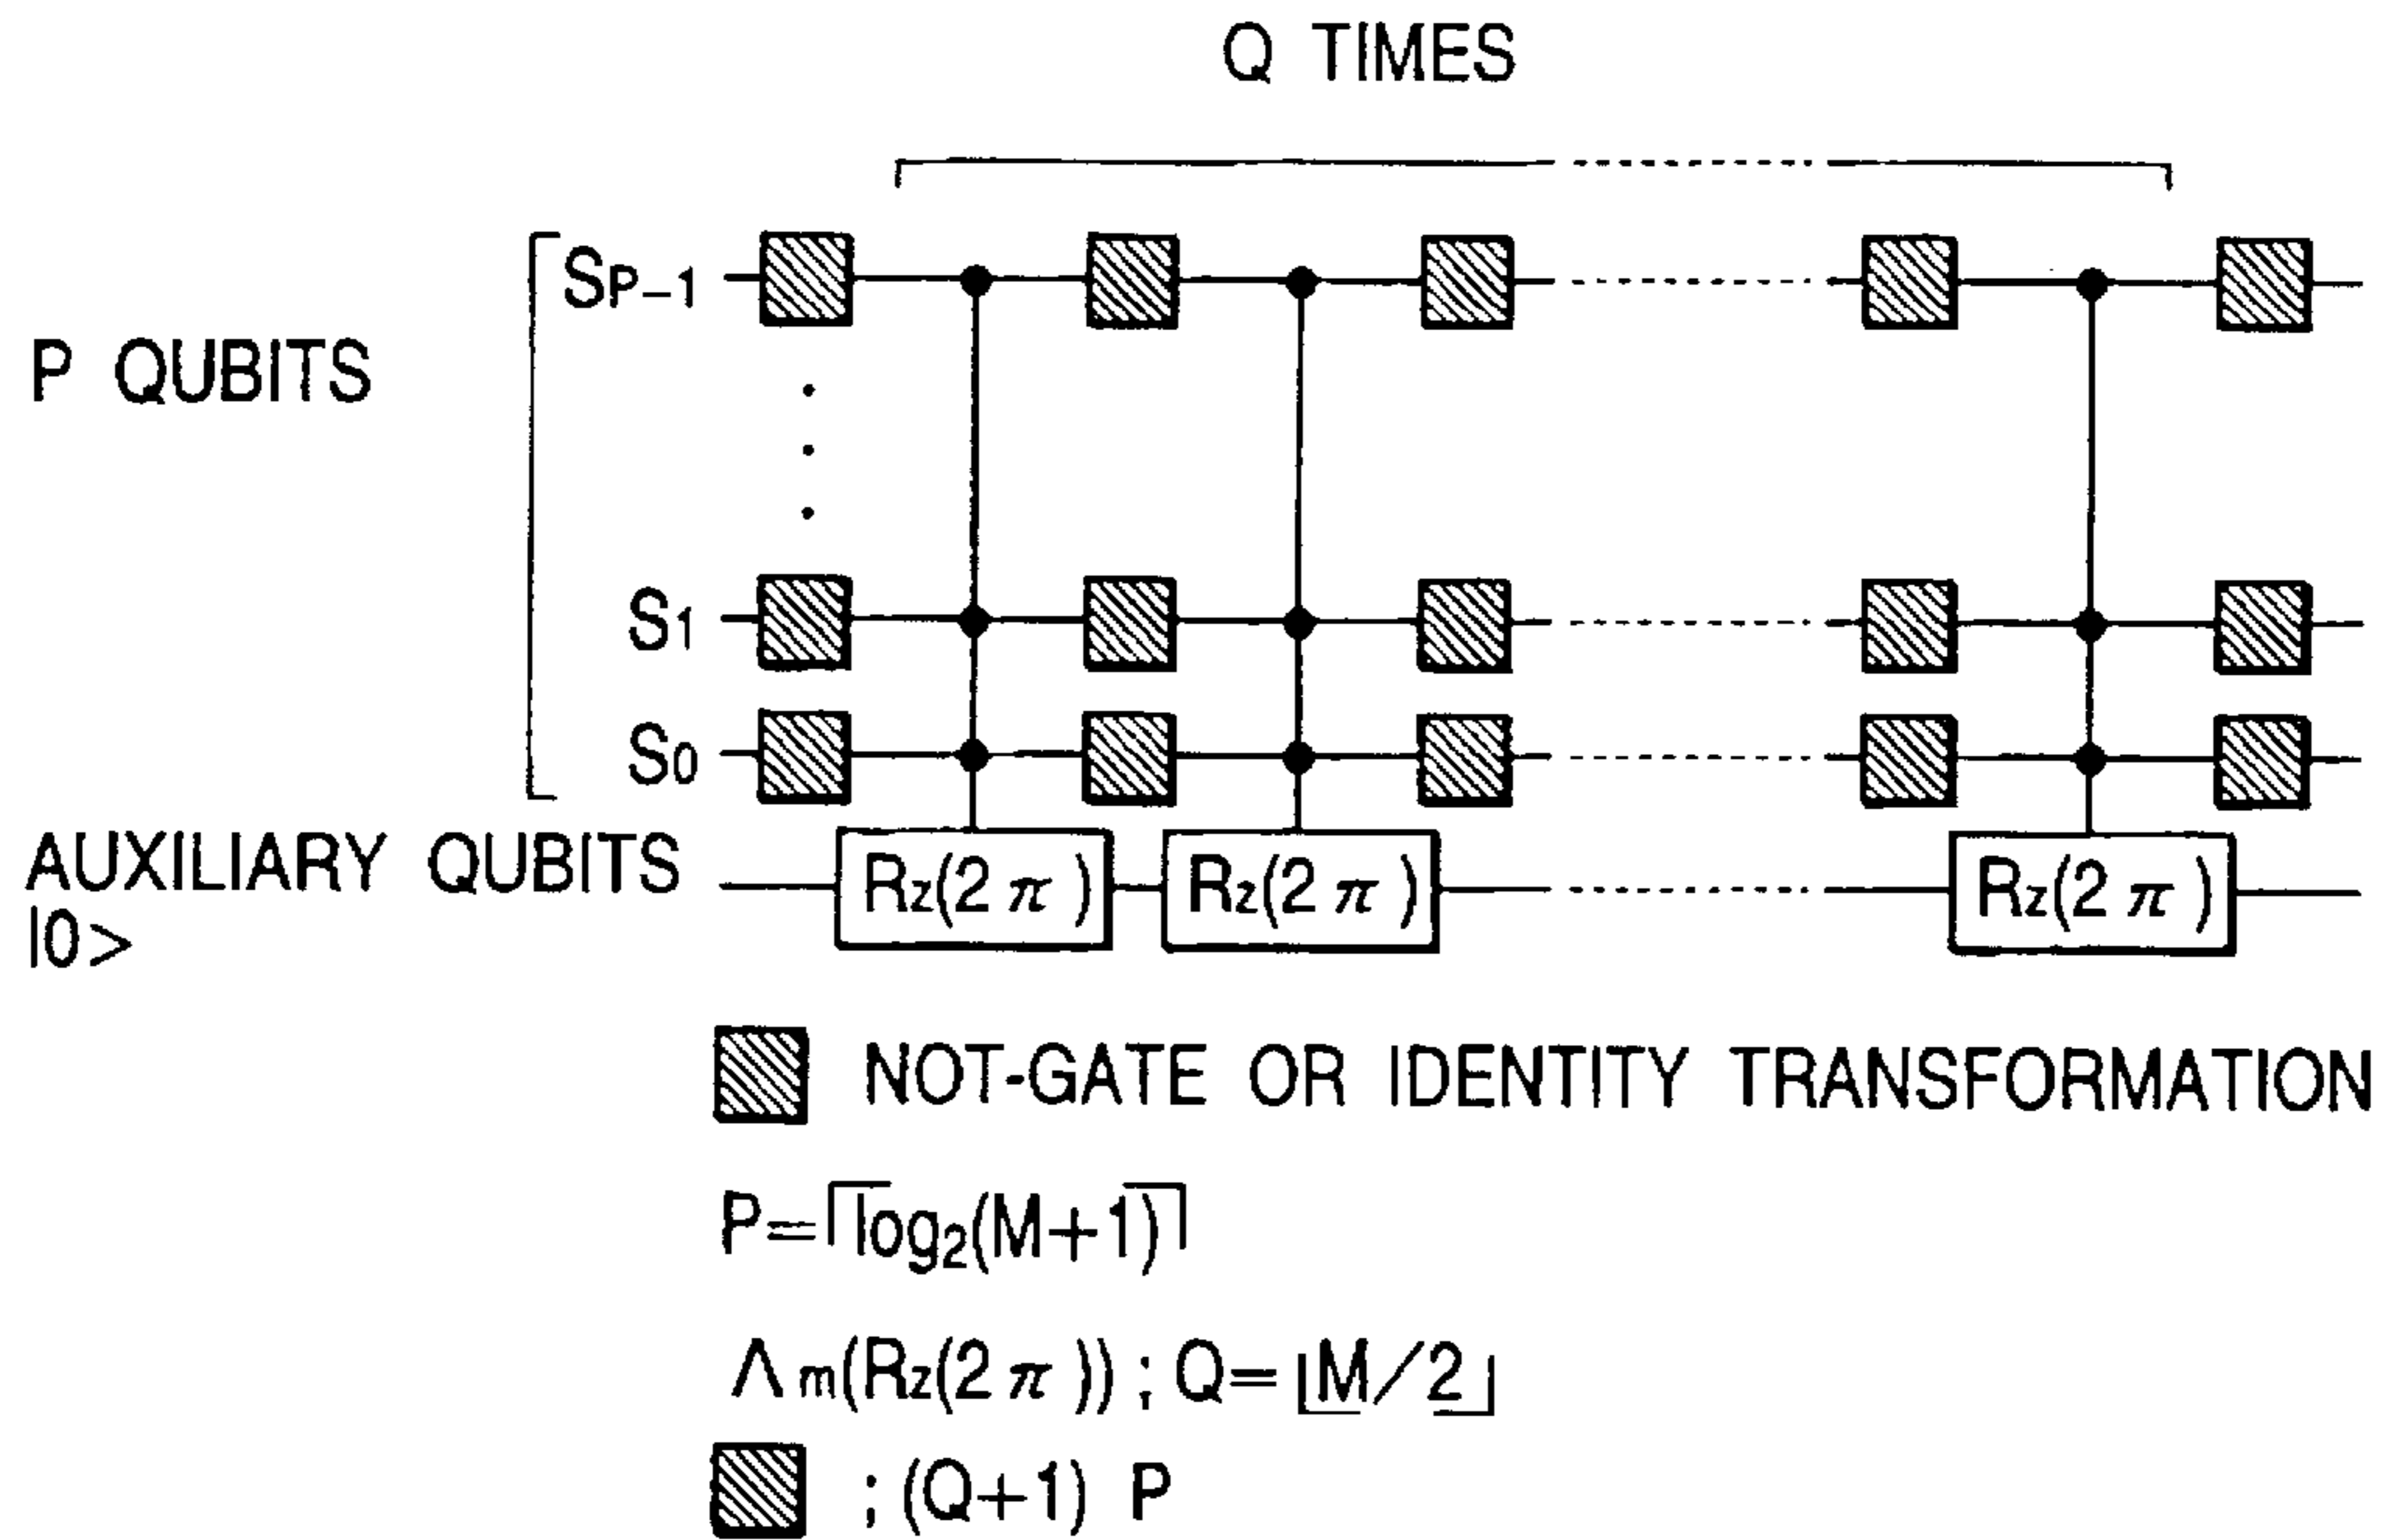 Q TIMES
P QUBITS
SP-1
S1
S0
AUXILIARY QUBITS
|0>
Rz(2π) Rz(2π) Rz(2π)
NOT-GATE OR IDENTITY TRANSFORMATION
P=⌈log₂(M+1)⌉
Λm(Rz(2π)) ; Q=⌊M/2⌋
; (Q+1) P